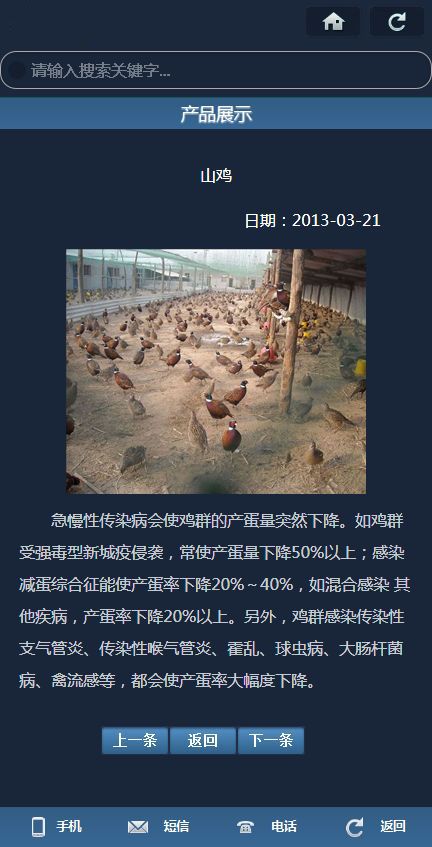 请输入搜索关键字...
产品展示
山鸡
日期：2013-03-21
急慢性传染病会使鸡群的产蛋量突然下降。如鸡群
受强毒型新城疫侵袭，常使产蛋量下降50%以上；感染
减蛋综合征能使产蛋率下降20%～40%，如混合感染 其
他疾病，产蛋率下降20%以上。另外，鸡群感染传染性
支气管炎、传染性喉气管炎、霍乱、球虫病、大肠杆菌
病、禽流感等，都会使产蛋率大幅度下降。
上一条 返回 下一条
手机 短信 电话 返回